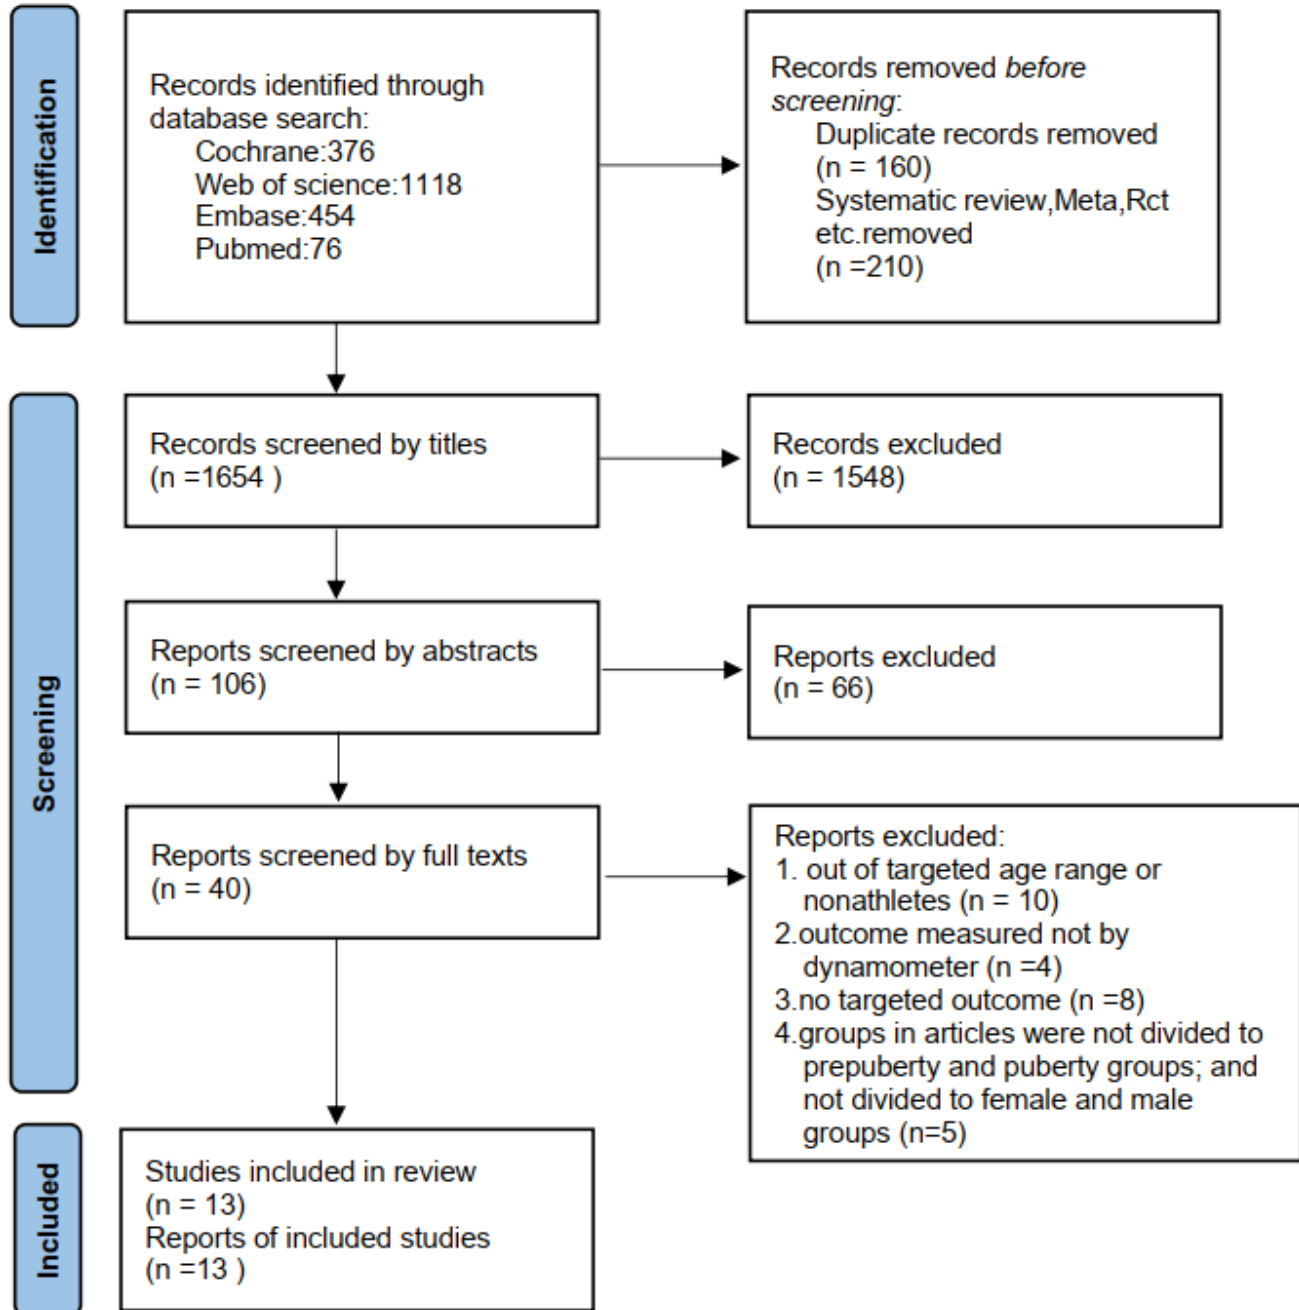 Identification
Records identified through
database search:
Cochrane:376
Web of science:1118
Embase:454
Pubmed:76
Records removed before
screening:
Duplicate records removed
(n = 160)
Systematic review,Meta,Rct
etc.removed
(n =210)
Screening
Records screened by titles
(n =1654 )
Records excluded
(n = 1548)
Reports screened by abstracts
(n = 106)
Reports excluded
(n = 66)
Reports screened by full texts
(n = 40)
Reports excluded:
1. out of targeted age range or
nonathletes (n = 10)
2.outcome measured not by
dynamometer (n =4)
3.no targeted outcome (n =8)
4.groups in articles were not divided to
prepuberty and puberty groups; and
not divided to female and male
groups (n=5)
Included
Studies included in review
(n = 13)
Reports of included studies
(n =13 )